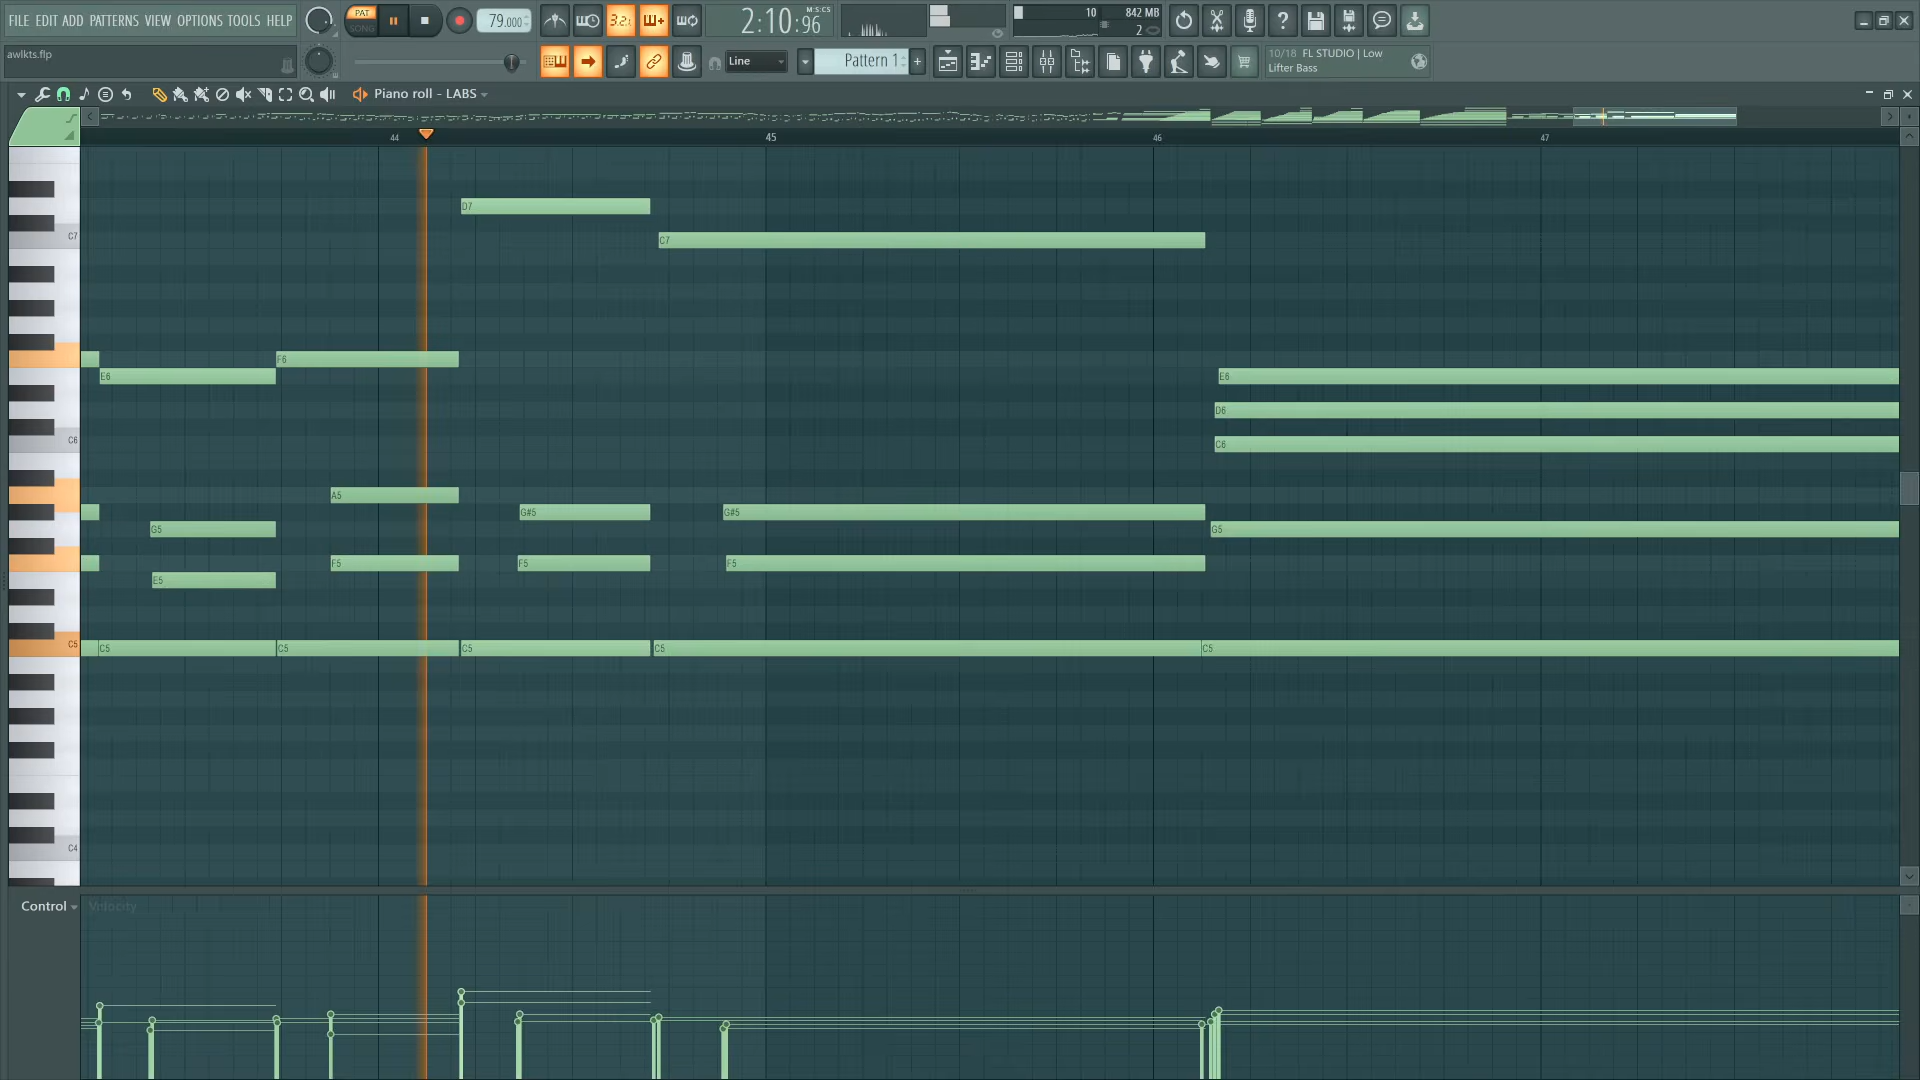 FILE EDIT ADD PATTERNS VIEW OPTIONS TOOLS HELP
PAT
SONG
79.000
3.2.1
2:10:96
M:S:CS
10
842 MB
2
awlkts.flp
Line
Pattern 1
+
10/18 FL STUDIO | Low
Lifter Bass
Piano roll - LABS
44
45
46
47
D7
C7
C7
F6
E6
E6
D6
C6
C6
A5
G#5
G#5
G5
G5
F5
F5
F5
E5
C5
C5
C5
C5
C5
C5
C4
Control
Velocity